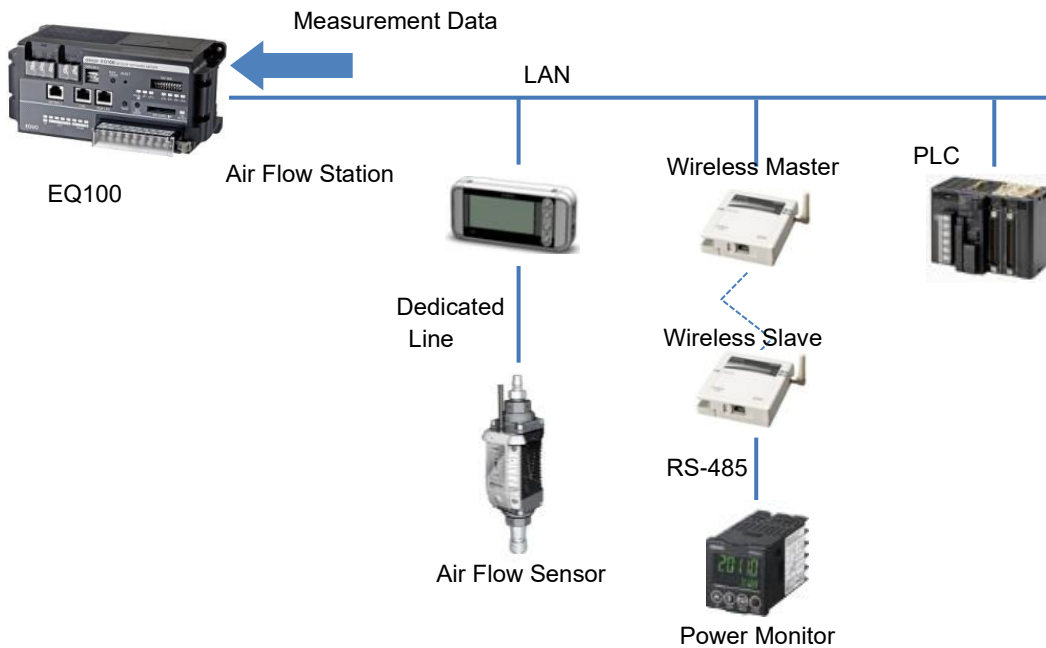 Measurement Data
LAN
EQ100
Air Flow Station
Wireless Master
PLC
Dedicated
Line
Wireless Slave
RS-485
Air Flow Sensor
Power Monitor